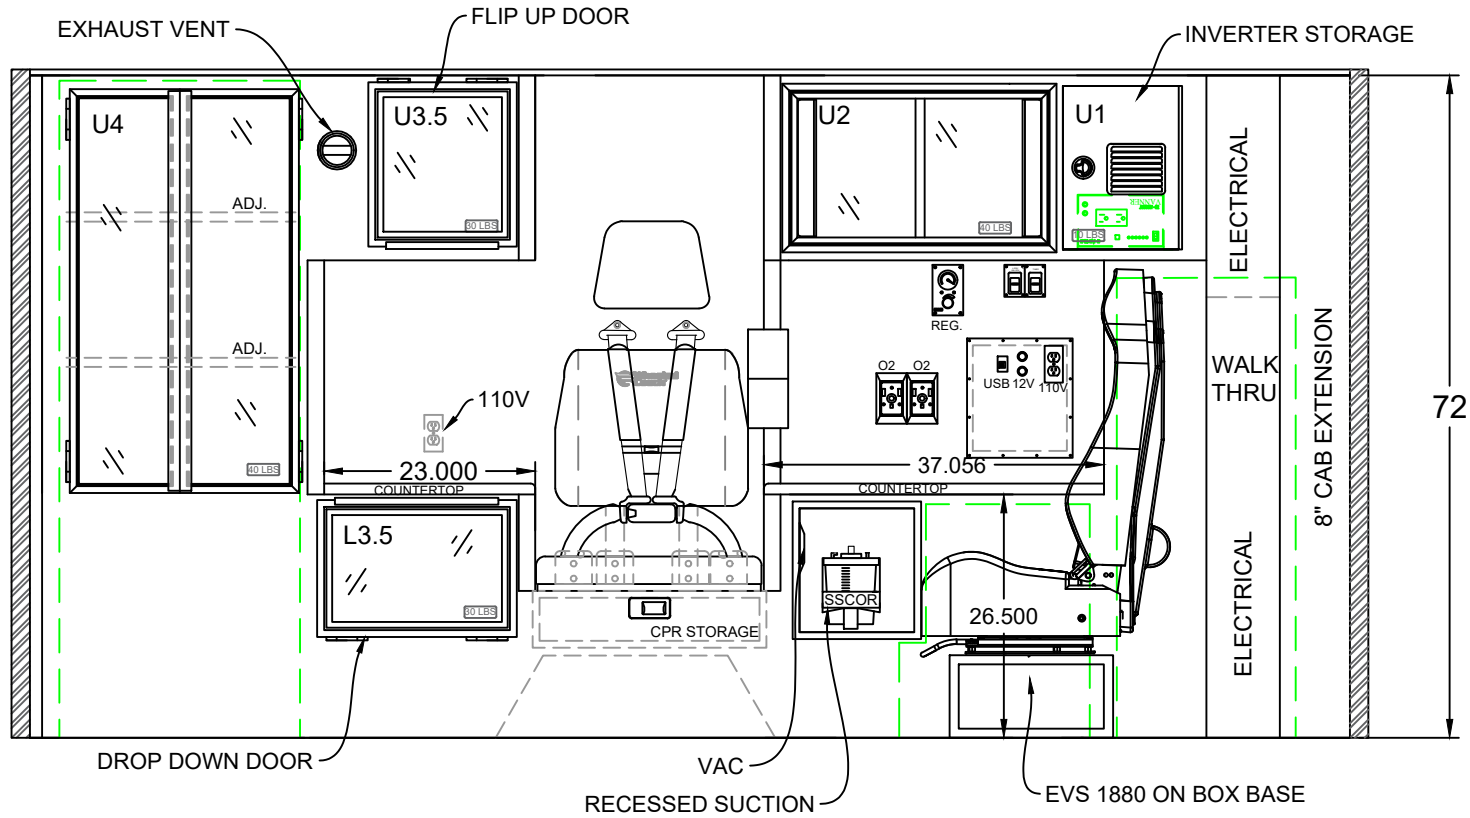 EXHAUST VENT
FLIP UP DOOR
INVERTER STORAGE
U4
U3.5
U2
U1
VANNER
ADJ.
30 LBS
40 LBS
10 LBS
ELECTRICAL
REG.
ADJ.
O2 O2
USB 12V 110V
WALK
THRU
8" CAB EXTENSION
72
110V
40 LBS
23.000
37.056
COUNTERTOP
COUNTERTOP
L3.5
30 LBS
SSCOR
26.500
ELECTRICAL
CPR STORAGE
DROP DOWN DOOR
VAC
RECESSED SUCTION
EVS 1880 ON BOX BASE